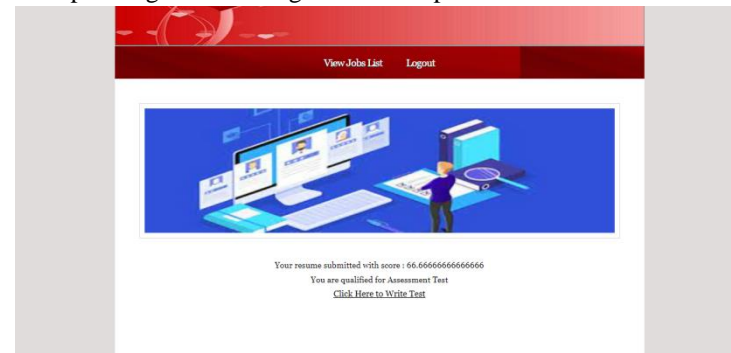 View Jobs List Logout
Your resume submitted with score : 66.66666666666666
You are qualified for Assessment Test
Click Here to Write Test